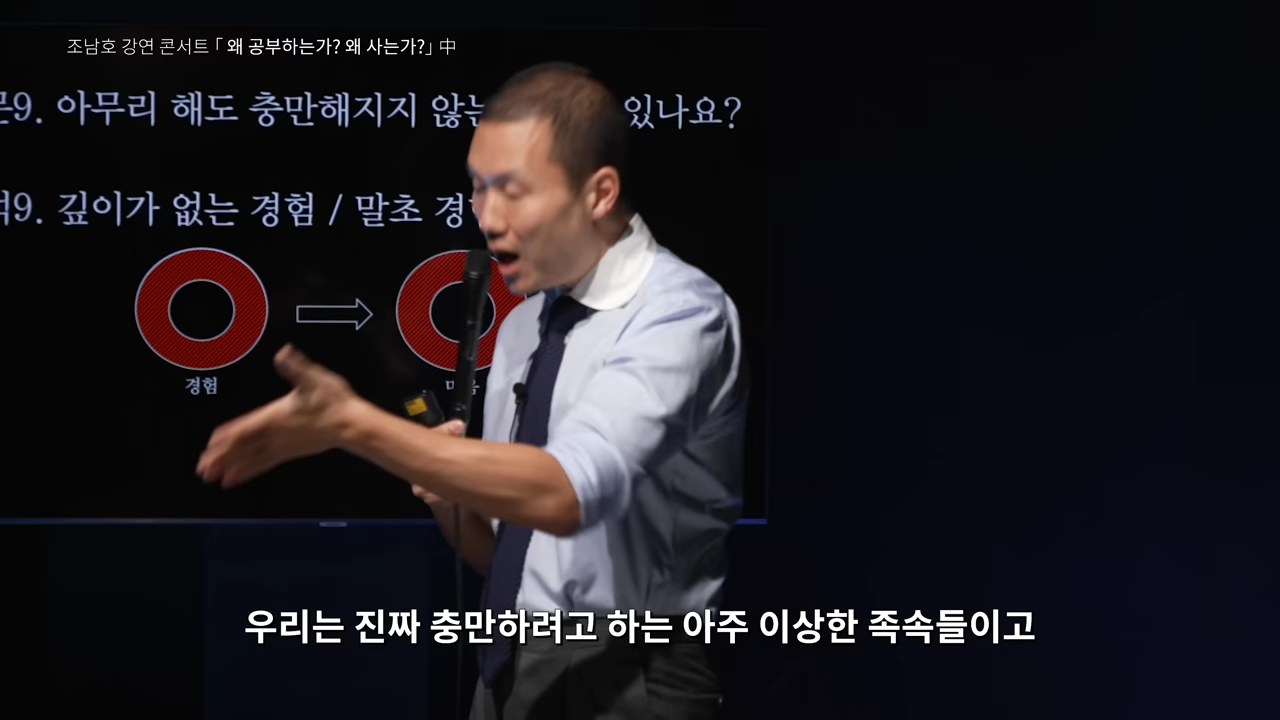 조남호 강연 콘서트 「 왜 공부하는가? 왜 사는가?」 中
9. 아무리 해도 충만해지지 있나요?
9. 깊이가 없는 경험 / 말초
경험
우리는 진짜 충만하려고 하는 아주 이상한 족속들이고